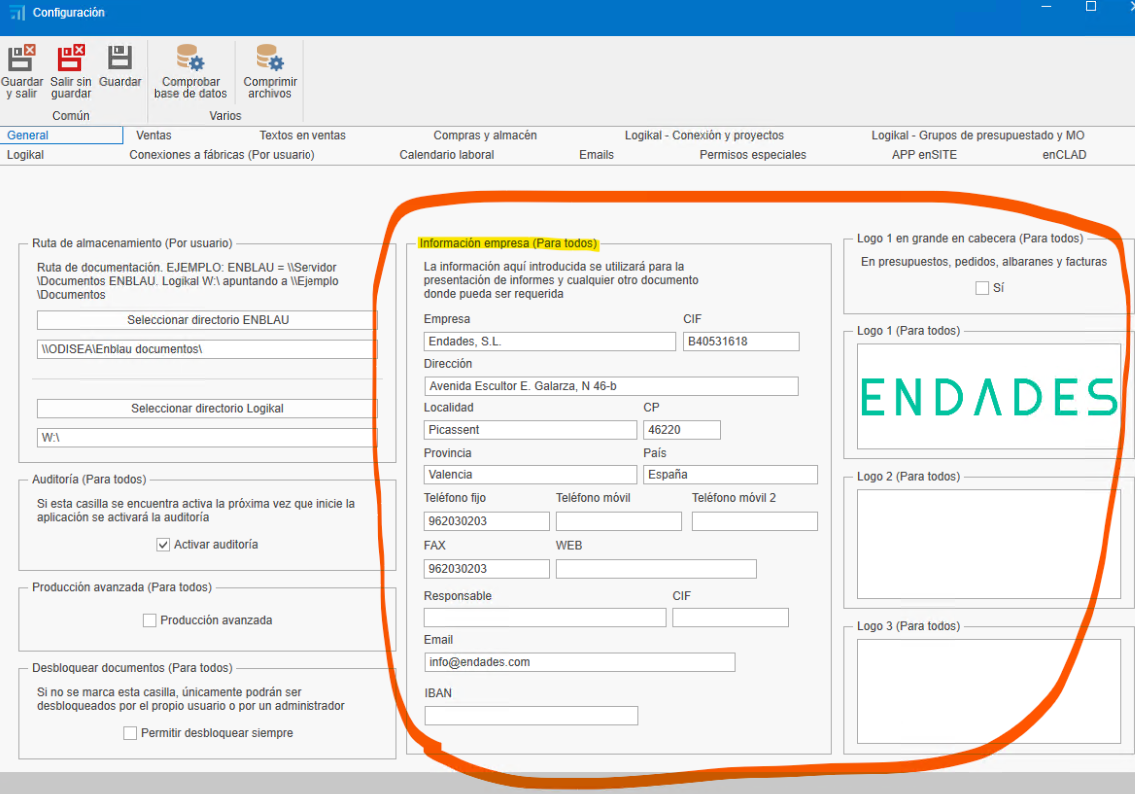 Configuración
Guardar y salir
Salir sin guardar
Guardar
Comprobar base de datos
Comprimir archivos
Común
Varios
General
Ventas
Textos en ventas
Compras y almacén
Logikal - Conexión y proyectos
Logikal - Grupos de presupuestado y MO
Logikal
Conexiones a fábricas (Por usuario)
Calendario laboral
Emails
Permisos especiales
APP enSITE
enCLAD
Ruta de almacenamiento (Por usuario)
Ruta de documentación. EJEMPLO: ENBLAU = \\Servidor
\Documentos ENBLAU. Logikal W:\ apuntando a \\Ejemplo
\Documentos
Seleccionar directorio ENBLAU
\\ODISEA\Enblau documentos\
Seleccionar directorio Logikal
W:\
Auditoría (Para todos)
Si esta casilla se encuentra activa la próxima vez que inicie la
aplicación se activará la auditoría
Activar auditoría
Producción avanzada (Para todos)
Producción avanzada
Desbloquear documentos (Para todos)
Si no se marca esta casilla, únicamente podrán ser
desbloqueados por el propio usuario o por un administrador
Permitir desbloquear siempre
Información empresa (Para todos)
La información aquí introducida se utilizará para la
presentación de informes y cualquier otro documento
donde pueda ser requerida
Empresa
CIF
Endades, S.L.
B40531618
Dirección
Avenida Escultor E. Galarza, N 46-b
Localidad
CP
Picassent
46220
Provincia
País
Valencia
España
Teléfono fijo
Teléfono móvil
Teléfono móvil 2
962030203
FAX
WEB
962030203
Responsable
CIF
Email
info@endades.com
IBAN
Logo 1 en grande en cabecera (Para todos)
En presupuestos, pedidos, albaranes y facturas
Sí
Logo 1 (Para todos)
ENDADES
Logo 2 (Para todos)
Logo 3 (Para todos)